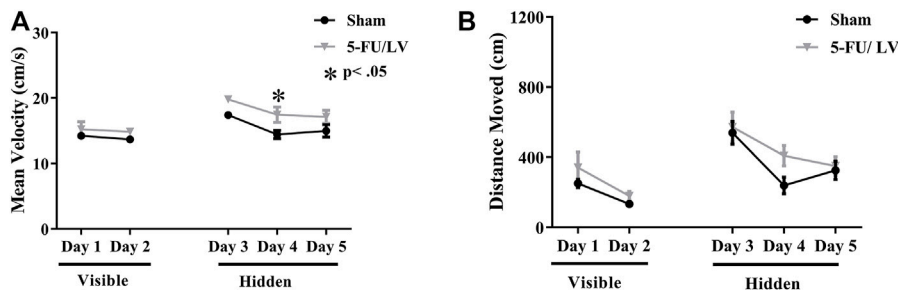 A
Mean Velocity (cm/s)
30
20
10
0
Sham
5-FU/LV
* p< .05
*
Day 1 Day 2 Day 3 Day 4 Day 5
Visible Hidden
B
Distance Moved (cm)
1200
800
400
0
Sham
5-FU/ LV
Day 1 Day 2 Day 3 Day 4 Day 5
Visible Hidden